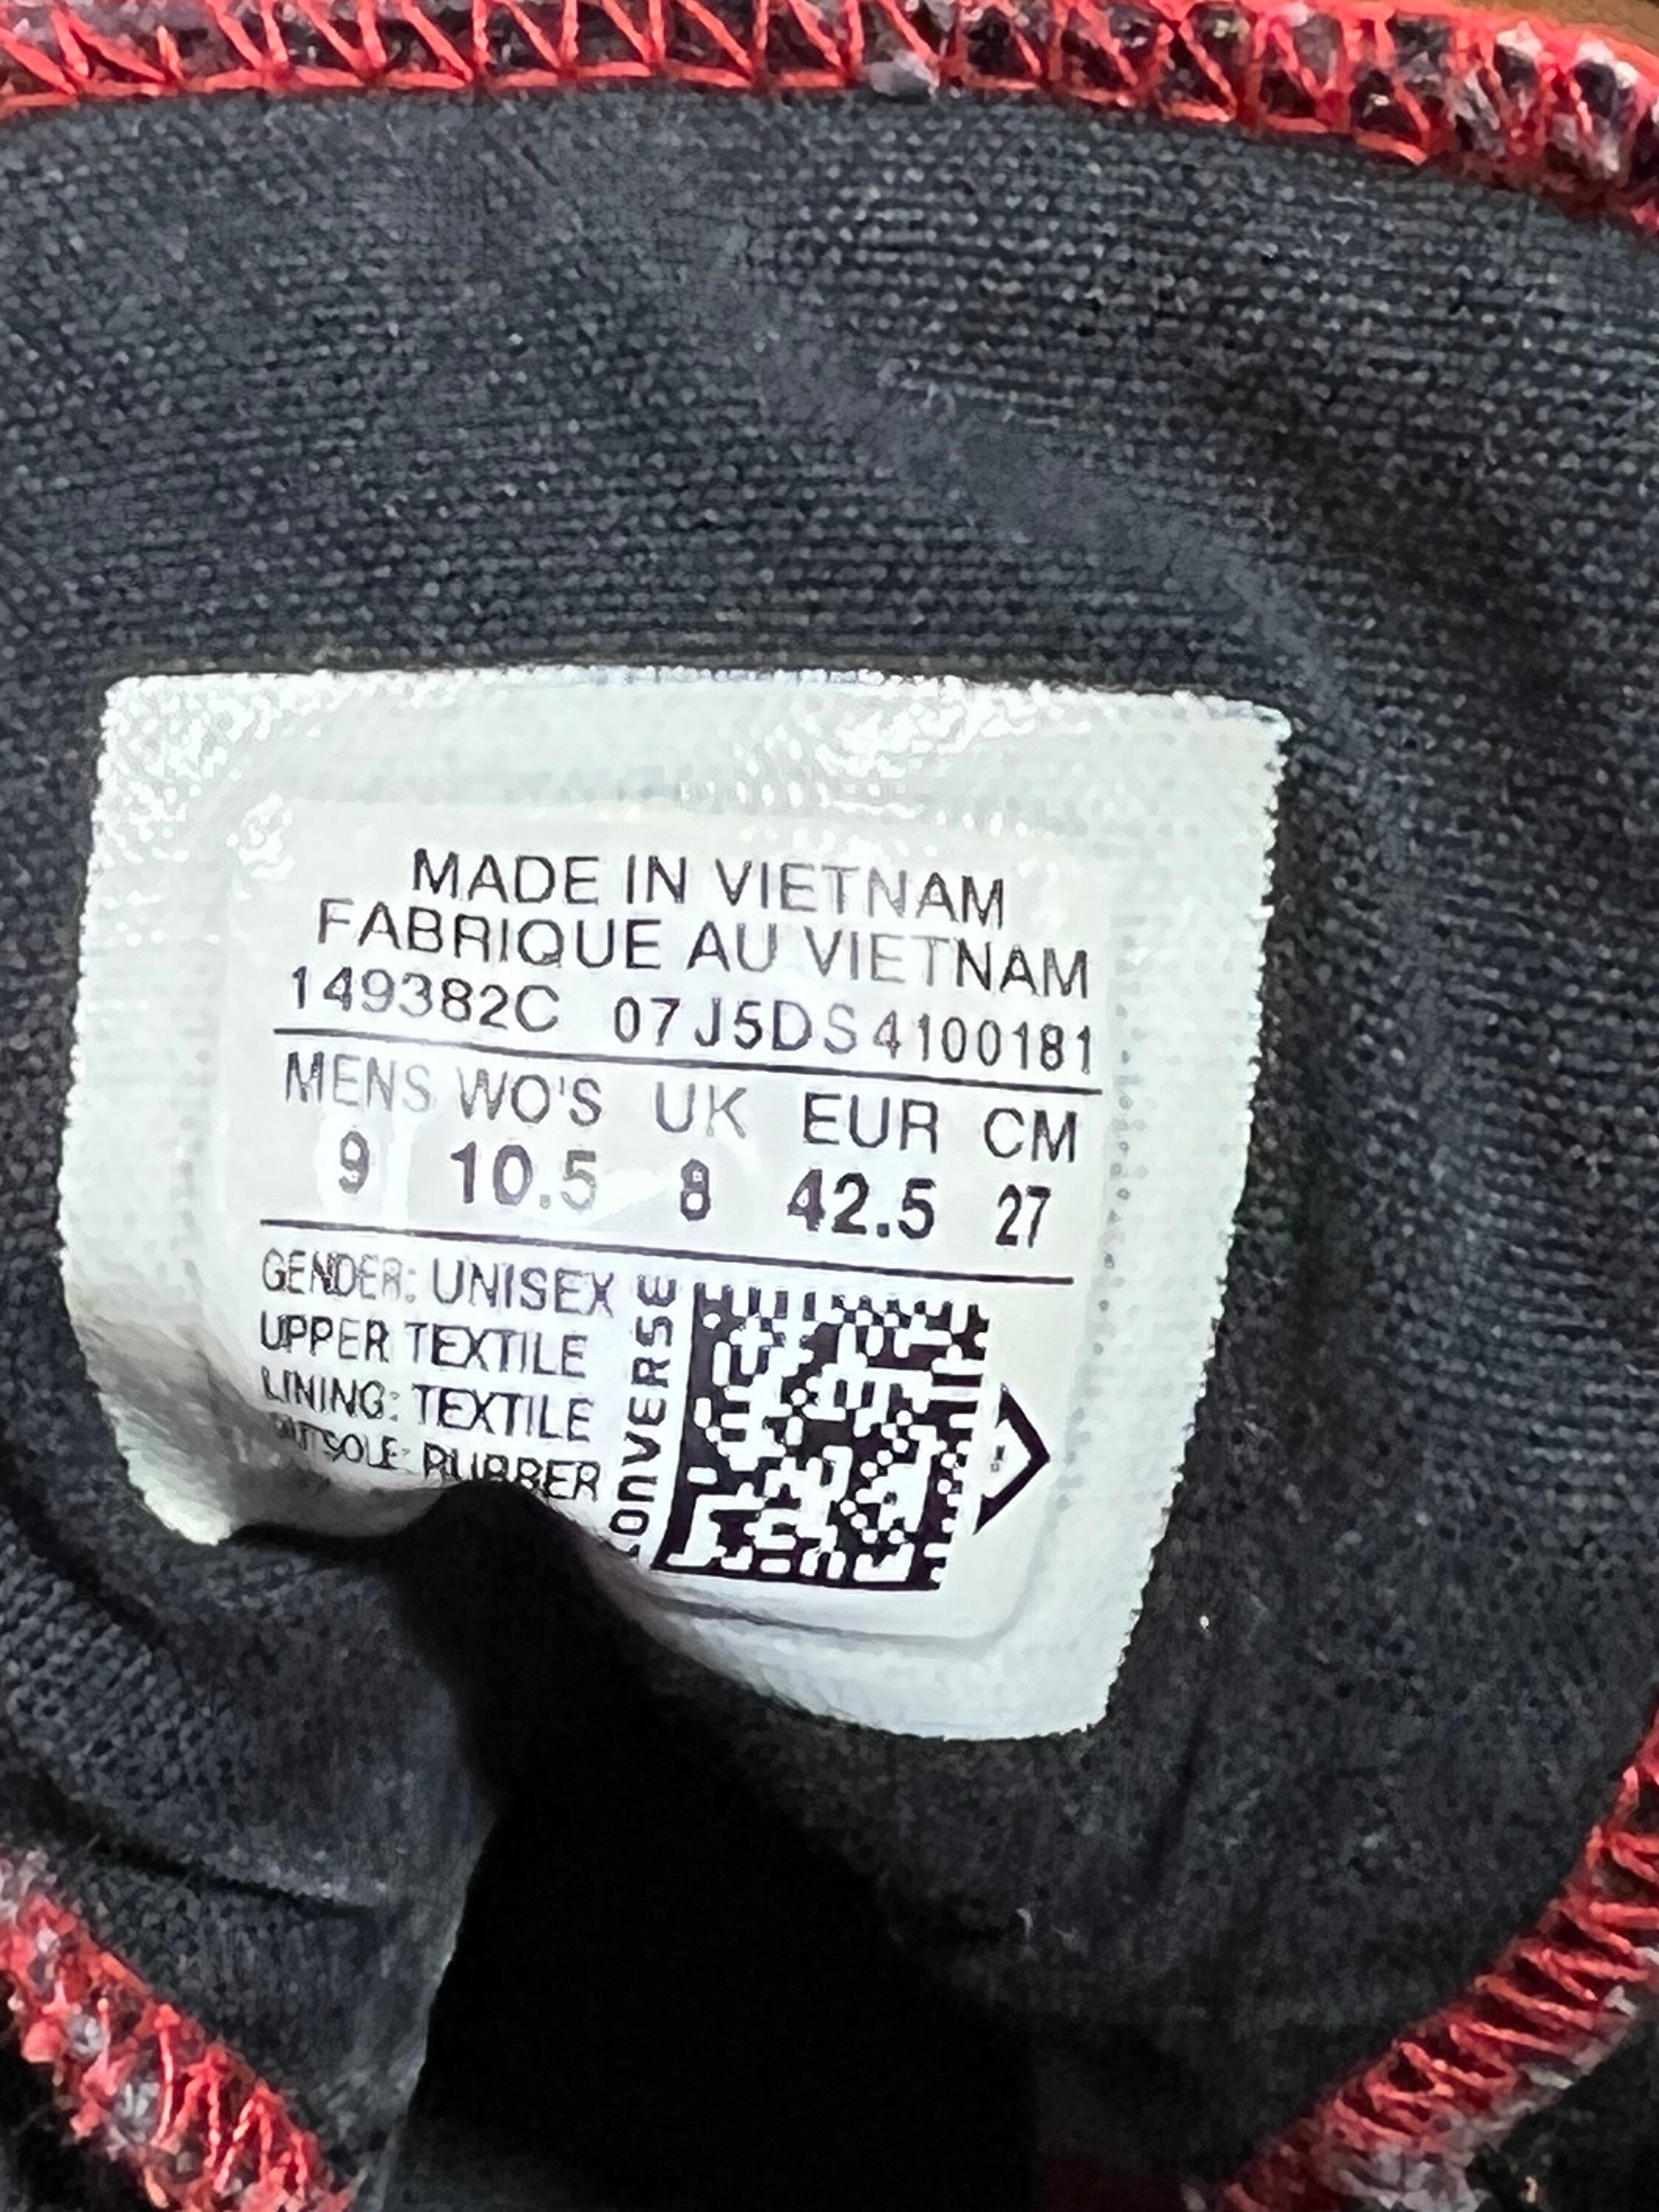 MADE IN VIETNAM
FABRIQUE AU VIETNAM
149382C 07J5DS4100181
MENS WO'S UK EUR CM
9 10.5 8 42.5 27
GENDER: UNISEX
UPPER TEXTILE
LINING: TEXTILE
OUTSOLE: RUBBER
CONVERSE